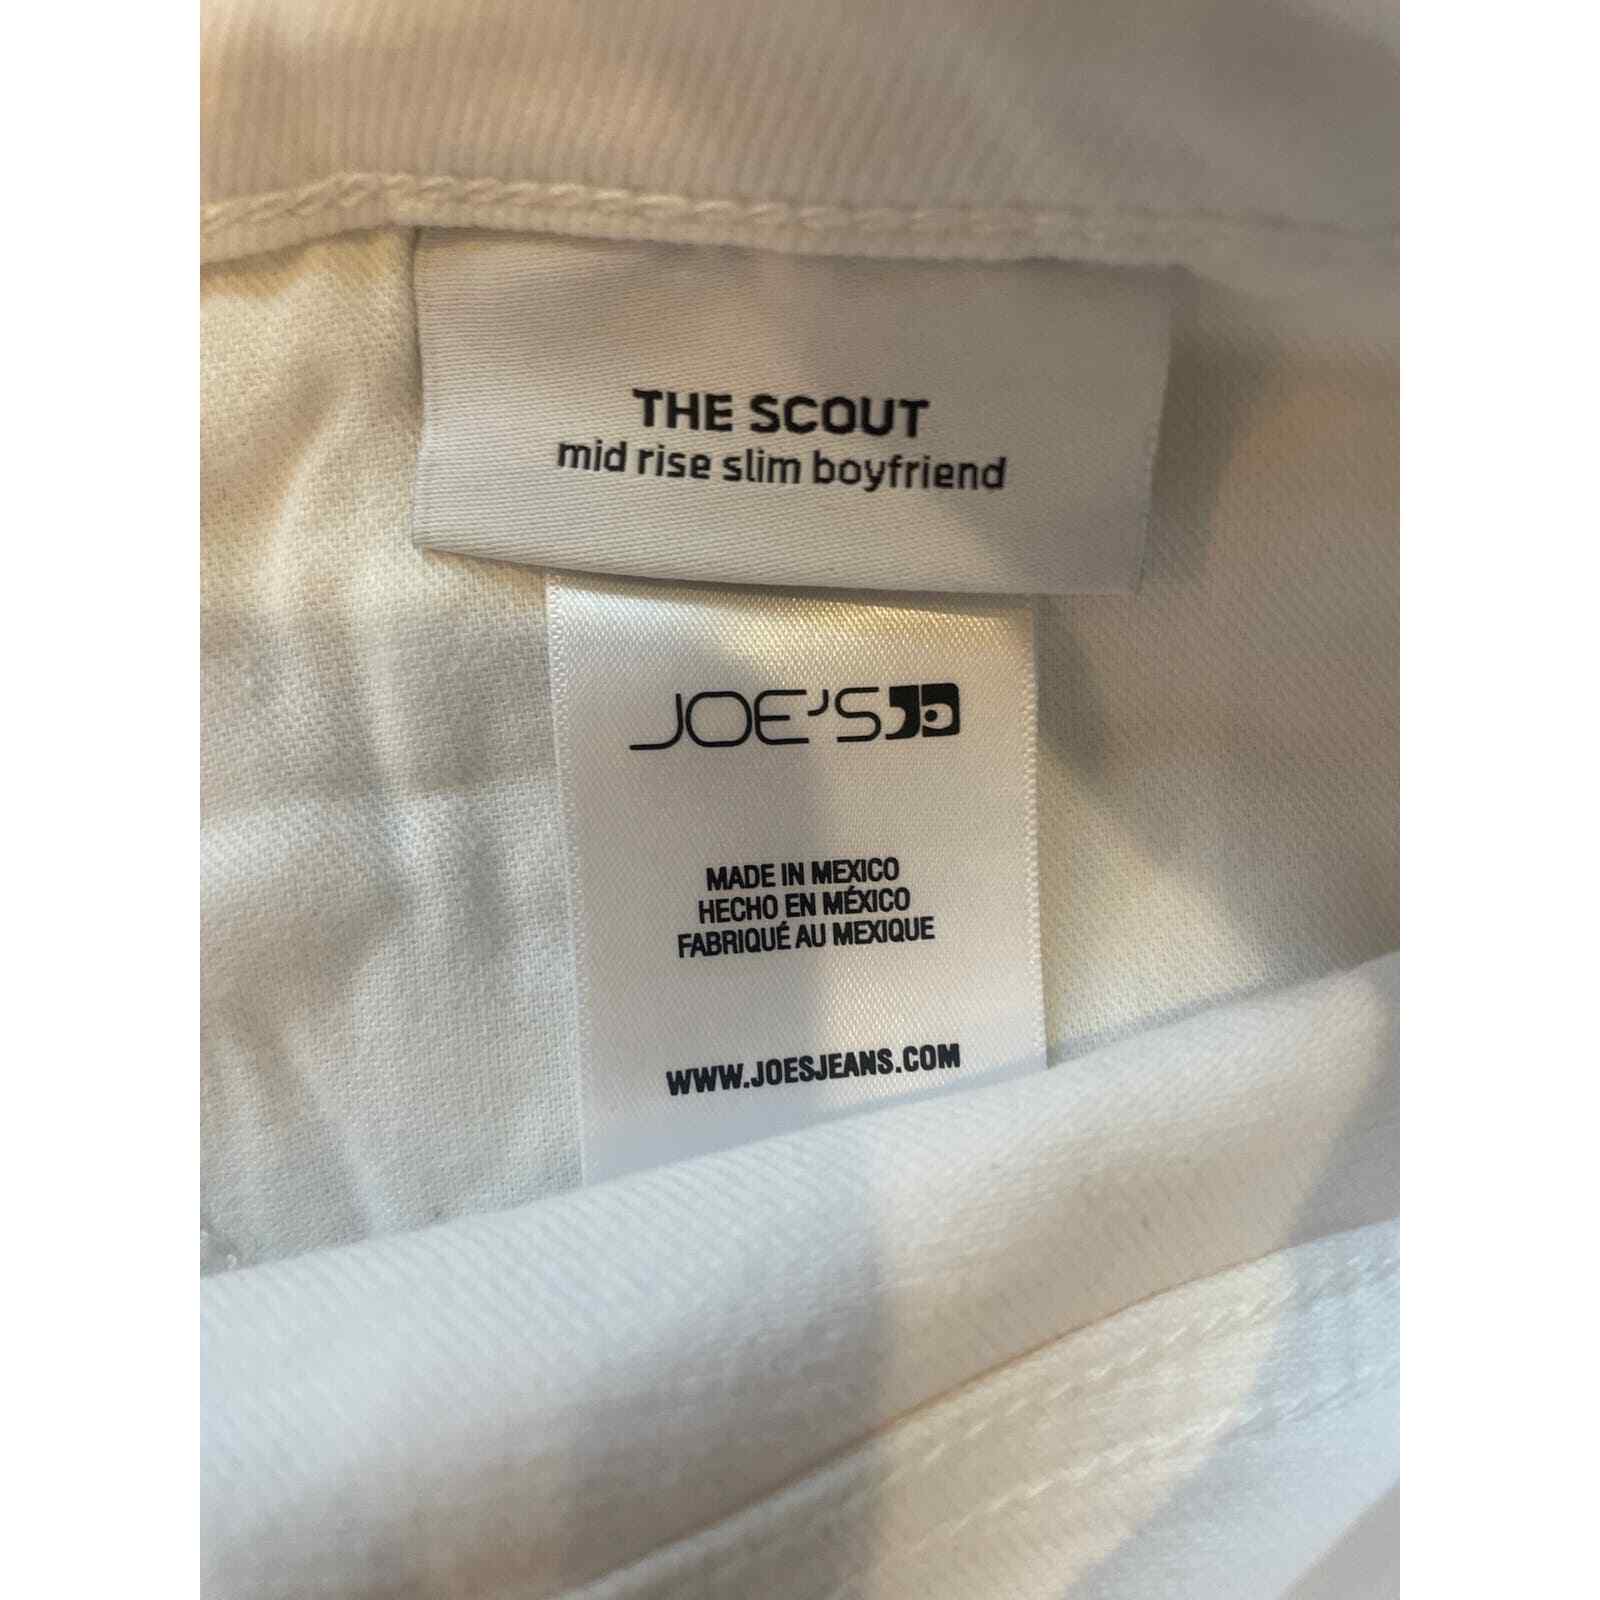 THE SCOUT
mid rise slim boyfriend
JOE'S
MADE IN MEXICO
HECHO EN MÉXICO
FABRIQUÉ AU MEXIQUE
WWW.JOESJEANS.COM